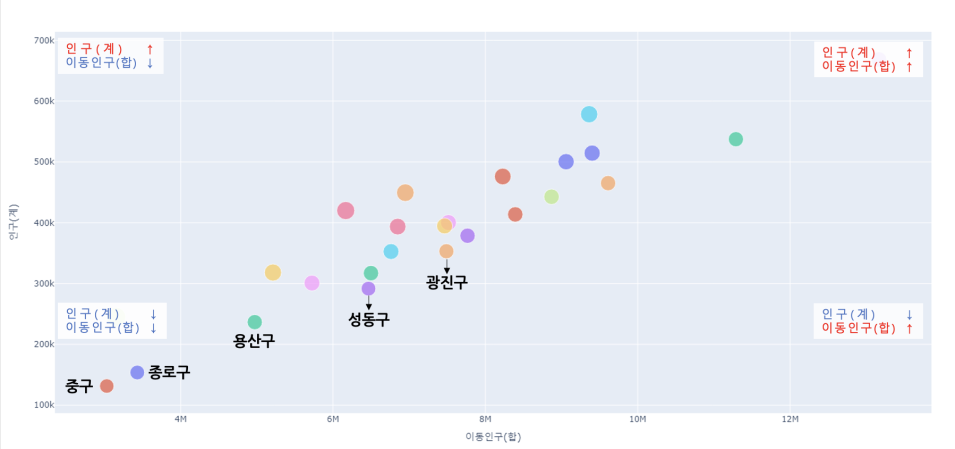 700k
인구(계) ↑
이동인구(합) ↓
인구(계) ↑
이동인구(합) ↑
600k
500k
400k
300k
200k
100k
인구(계)
광진구
성동구
용산구
종로구
중구
인구(계) ↓
이동인구(합) ↓
인구(계) ↓
이동인구(합) ↑
4M
6M
8M
10M
12M
이동인구(합)